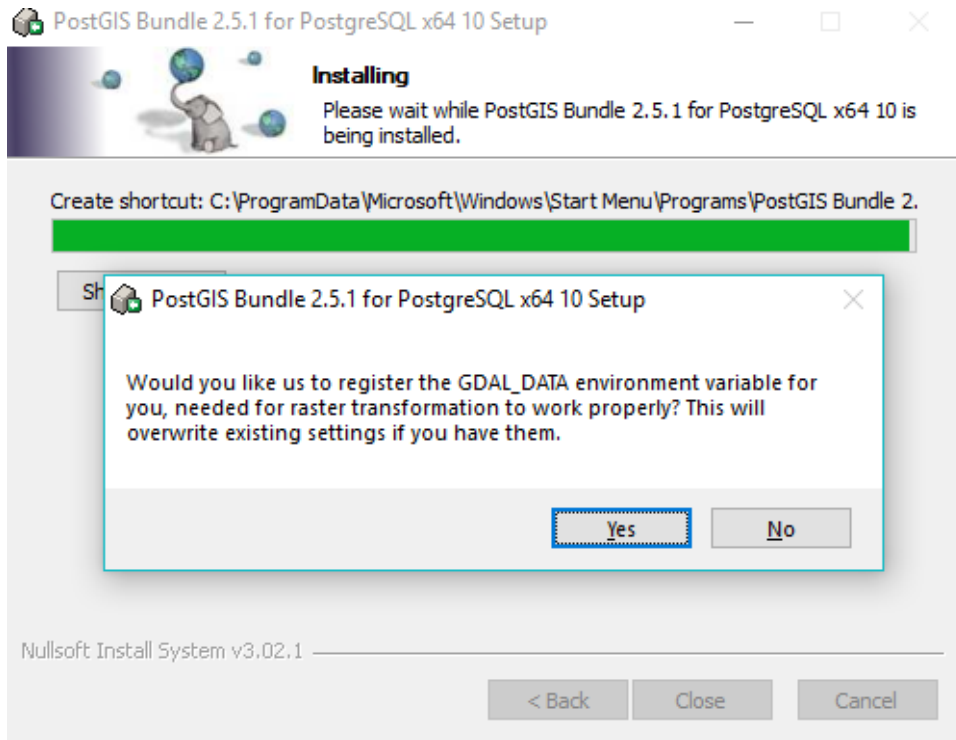 PostGIS Bundle 2.5.1 for PostgreSQL x64 10 Setup
Installing
Please wait while PostGIS Bundle 2.5.1 for PostgreSQL x64 10 is
being installed.
Create shortcut: C:\ProgramData\Microsoft\Windows\Start Menu\Programs\PostGIS Bundle 2.
Sh
PostGIS Bundle 2.5.1 for PostgreSQL x64 10 Setup
Would you like us to register the GDAL_DATA environment variable for
you, needed for raster transformation to work properly? This will
overwrite existing settings if you have them.
Yes No
Nullsoft Install System v3.02.1
< Back Close Cancel